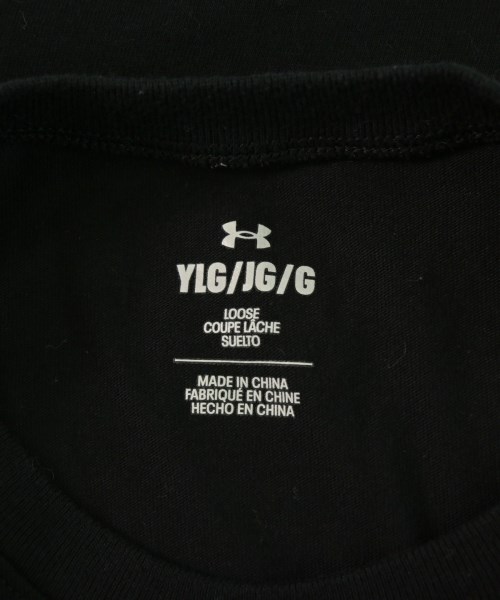 YLG/JG/G
LOOSE
COUPE LÂCHE
SUELTO
MADE IN CHINA
FABRIQUÉ EN CHINE
HECHO EN CHINA